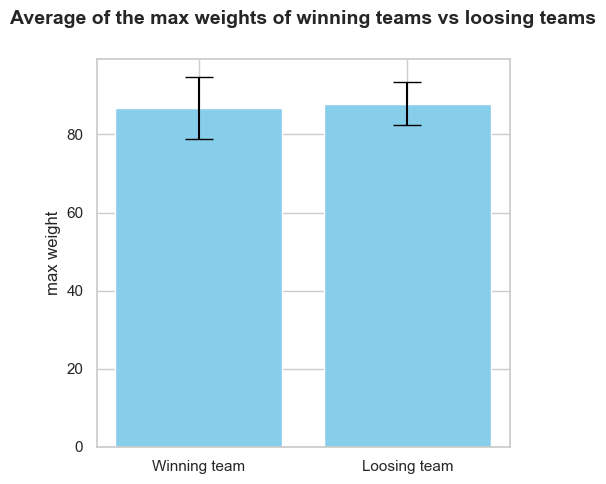 Average of the max weights of winning teams vs loosing teams
max weight
80
60
40
20
0
Winning team
Loosing team